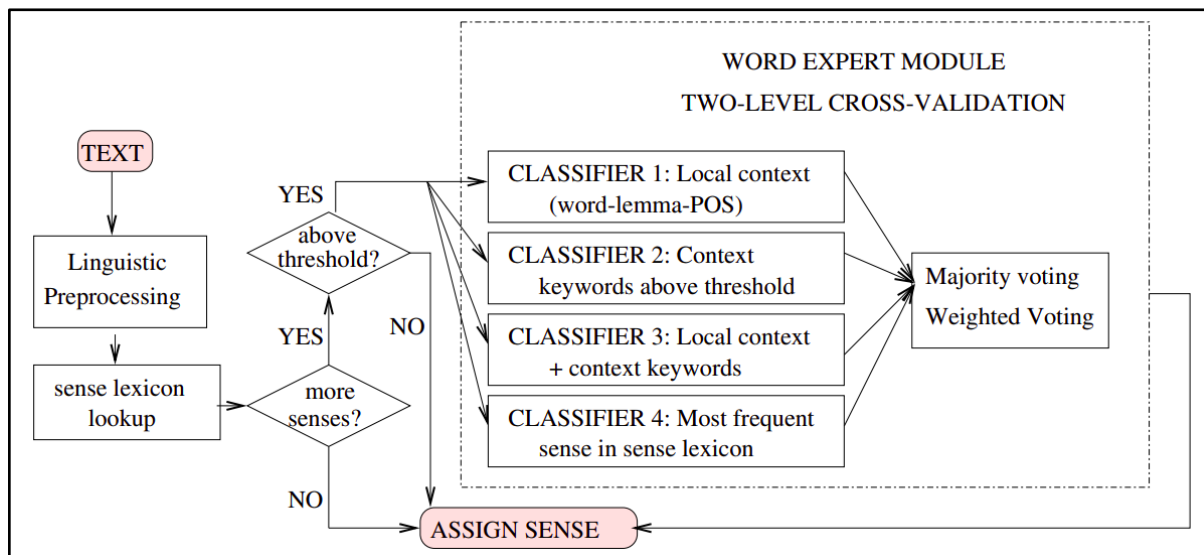 WORD EXPERT MODULE
TWO-LEVEL CROSS-VALIDATION
TEXT
Linguistic
Preprocessing
sense lexicon
lookup
more
senses?
YES
NO
above
threshold?
YES
NO
CLASSIFIER 1: Local context
(word-lemma-POS)
CLASSIFIER 2: Context
keywords above threshold
CLASSIFIER 3: Local context
+ context keywords
CLASSIFIER 4: Most frequent
sense in sense lexicon
Majority voting
Weighted Voting
ASSIGN SENSE